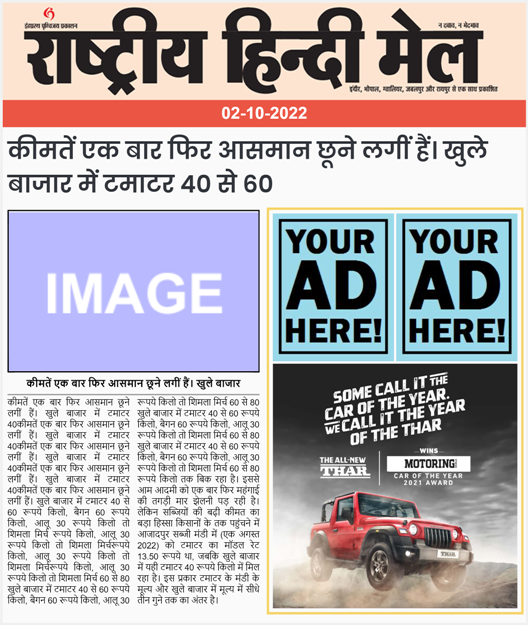 इंडास्थ युनिवज प्रकाशन
न दबाव, न भेदभाव
राष्ट्रीय हिन्दी मेल
इंदौर, भोपाल, ग्वालियर, जबलपुर और रायपुर से एक साथ प्रकाशित
02-10-2022
कीमतें एक बार फिर आसमान छूने लगीं हैं। खुले
बाजार में टमाटर 40 से 60
IMAGE
कीमतें एक बार फिर आसमान छूने लगीं हैं। खुले बाजार
कीमतें एक बार फिर आसमान छूने
लगीं हैं। खुले बाजार में टमाटर
40कीमतें एक बार फिर आसमान छूने
लगीं हैं। खुले बाजार में टमाटर
40कीमतें एक बार फिर आसमान छूने
लगीं हैं। खुले बाजार में टमाटर
40कीमतें एक बार फिर आसमान छूने
लगीं हैं। खुले बाजार में टमाटर
40कीमतें एक बार फिर आसमान छूने
लगीं हैं। खुले बाजार में टमाटर 40 से
60 रूपये किलो, बैगन 60 रूपये
किलो, आलू 30 रूपये किलो तो
शिमला मिर्च रूपये किलो, आलू
30 रूपये किलो तो शिमला मिर्चरूपये
किलो, आलू 30 रूपये किलो तो
शिमला मिर्चरूपये किलो, आलू 30
रूपये किलो तो शिमला मिर्च 60 से 80
खुले बाजार में टमाटर 40 से 60 रूपये
किलो, बैगन 60 रूपये किलो, आलू 30
रूपये किलो तो शिमला मिर्च 60 से 80
खुले बाजार में टमाटर 40 से 60 रूपये
किलो, बैगन 60 रूपये किलो, आलू 30
रूपये किलो तो शिमला मिर्च 60 से 80
खुले बाजार में टमाटर 40 से 60 रूपये
किलो, बैगन 60 रूपये किलो, आलू 30
रूपये किलो तो शिमला मिर्च 60 से 80
रूपये किलो तक बिक रहा है। इससे
आम आदमी को एक बार फिर महंगाई
की तगड़ी मार झेलनी पड़ रही है।
लेकिन सब्जियों की बढ़ी कीमत का
बड़ा हिस्सा किसानों के तक पहुंचने में
आजादपुर सब्जी मंडी में (एक अगस्त
2022) को टमाटर का मॉडल रेट
13.50 रूपये था, जबकि खुले बाजार
में यही टमाटर 40 रूपये किलो में मिल
रहा है। इस प्रकार टमाटर के मंडी के
मूल्य और खुले बाजार में मूल्य में सीधे
तीन गुने तक का अंतर है।
YOUR
AD
HERE!
YOUR
AD
HERE!
SOME CALL IT THE
CAR OF THE YEAR.
WE CALL IT THE YEAR
OF THE THAR
THE ALL-NEW
THAR
WINS
MOTORING
CAR OF THE YEAR
2021 AWARD
THAR